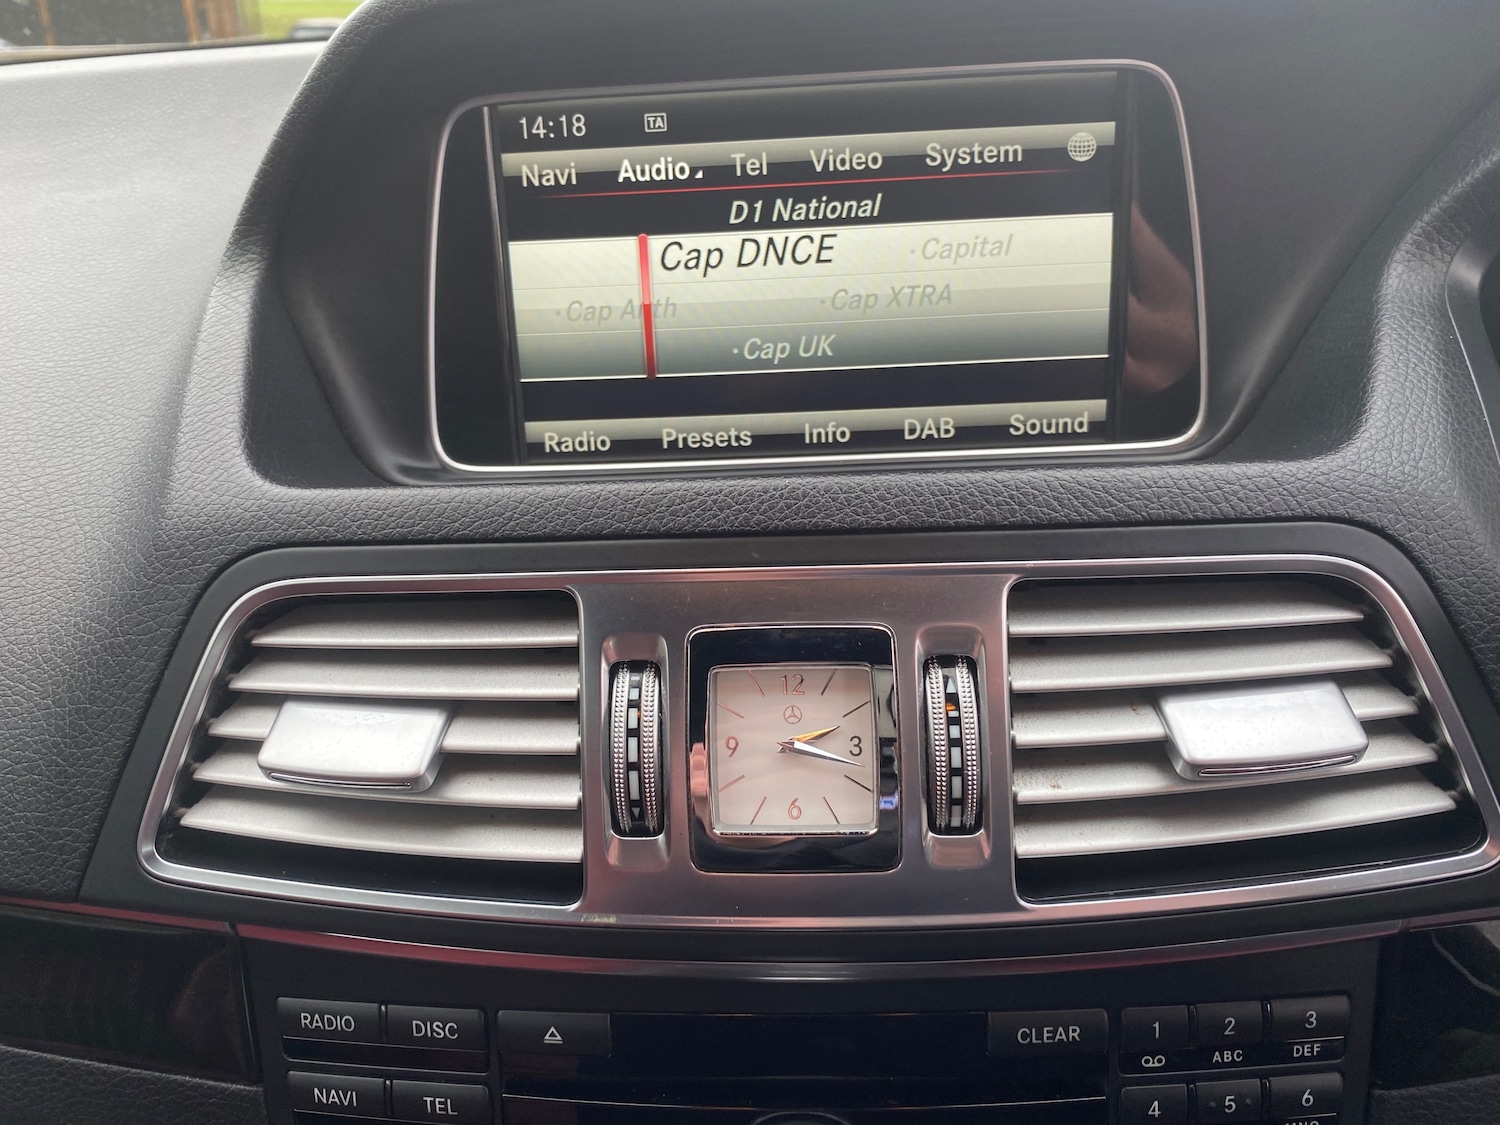 14:18 TA
Navi Audio Tel Video System
D1 National
Cap DNCE ·Capital
·Cap Anth ·Cap XTRA
·Cap UK
Radio Presets Info DAB Sound
12
9 3
6
RADIO DISC CLEAR 1 2 3
ABC DEF
NAVI TEL 4 5 6